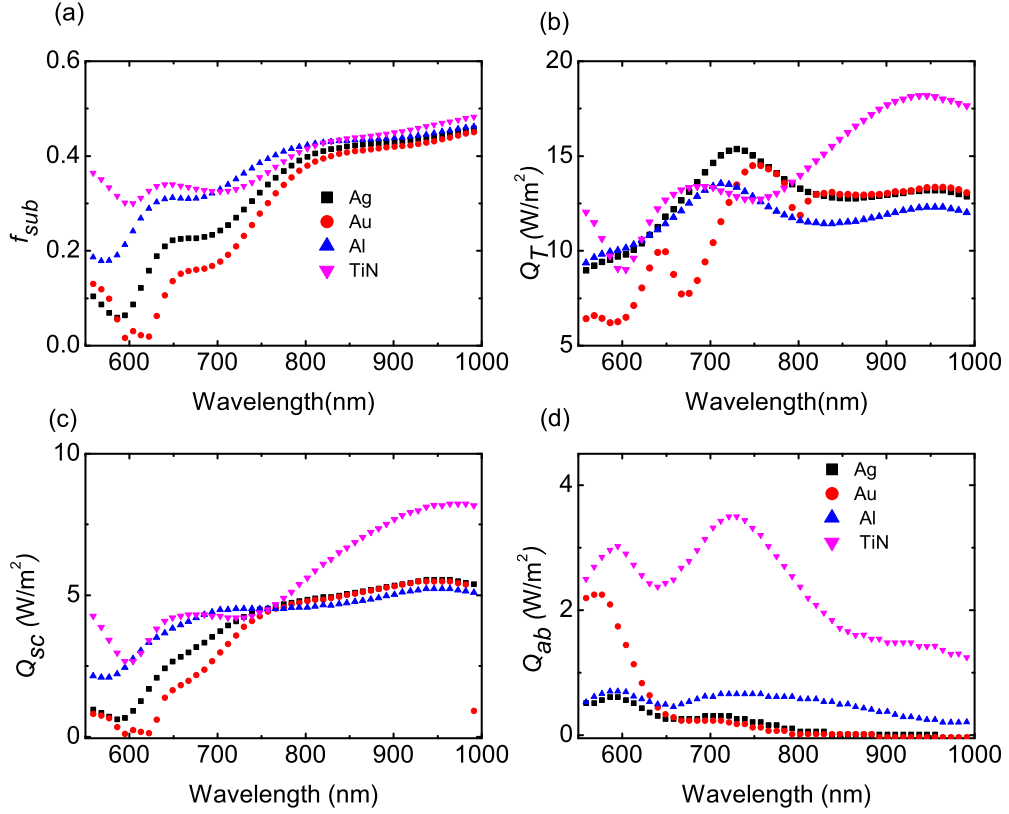 (a)
f_sub
0.6
0.4
0.2
0.0
600 700 800 900 1000
Wavelength(nm)
Ag
Au
Al
TiN
(b)
Q_T (W/m²)
20
15
10
5
600 700 800 900 1000
Wavelength(nm)
(c)
Q_sc (W/m²)
10
5
0
600 700 800 900 1000
Wavelength (nm)
(d)
Q_ab (W/m²)
4
2
0
600 700 800 900 1000
Wavelength (nm)
Ag
Au
Al
TiN